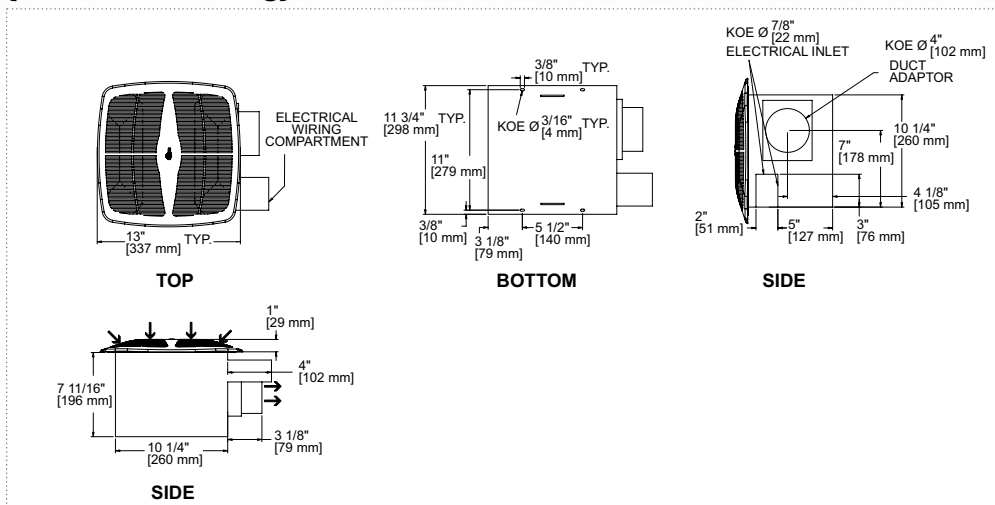 ELECTRICAL
WIRING
COMPARTMENT
13" TYP.
[337 mm]
TOP
3/8" TYP.
[10 mm]
11 3/4" TYP.
[298 mm]
KOE Ø 3/16" TYP.
[4 mm]
11"
[279 mm]
3/8"
[10 mm]
3 1/8"
[79 mm]
5 1/2"
[140 mm]
BOTTOM
KOE Ø 7/8"
[22 mm]
ELECTRICAL INLET
KOE Ø 4"
[102 mm]
DUCT
ADAPTOR
10 1/4"
[260 mm]
7"
[178 mm]
4 1/8"
[105 mm]
2"
[51 mm]
5"
[127 mm]
3"
[76 mm]
SIDE
1"
[29 mm]
4"
[102 mm]
7 11/16"
[196 mm]
3 1/8"
[79 mm]
10 1/4"
[260 mm]
SIDE